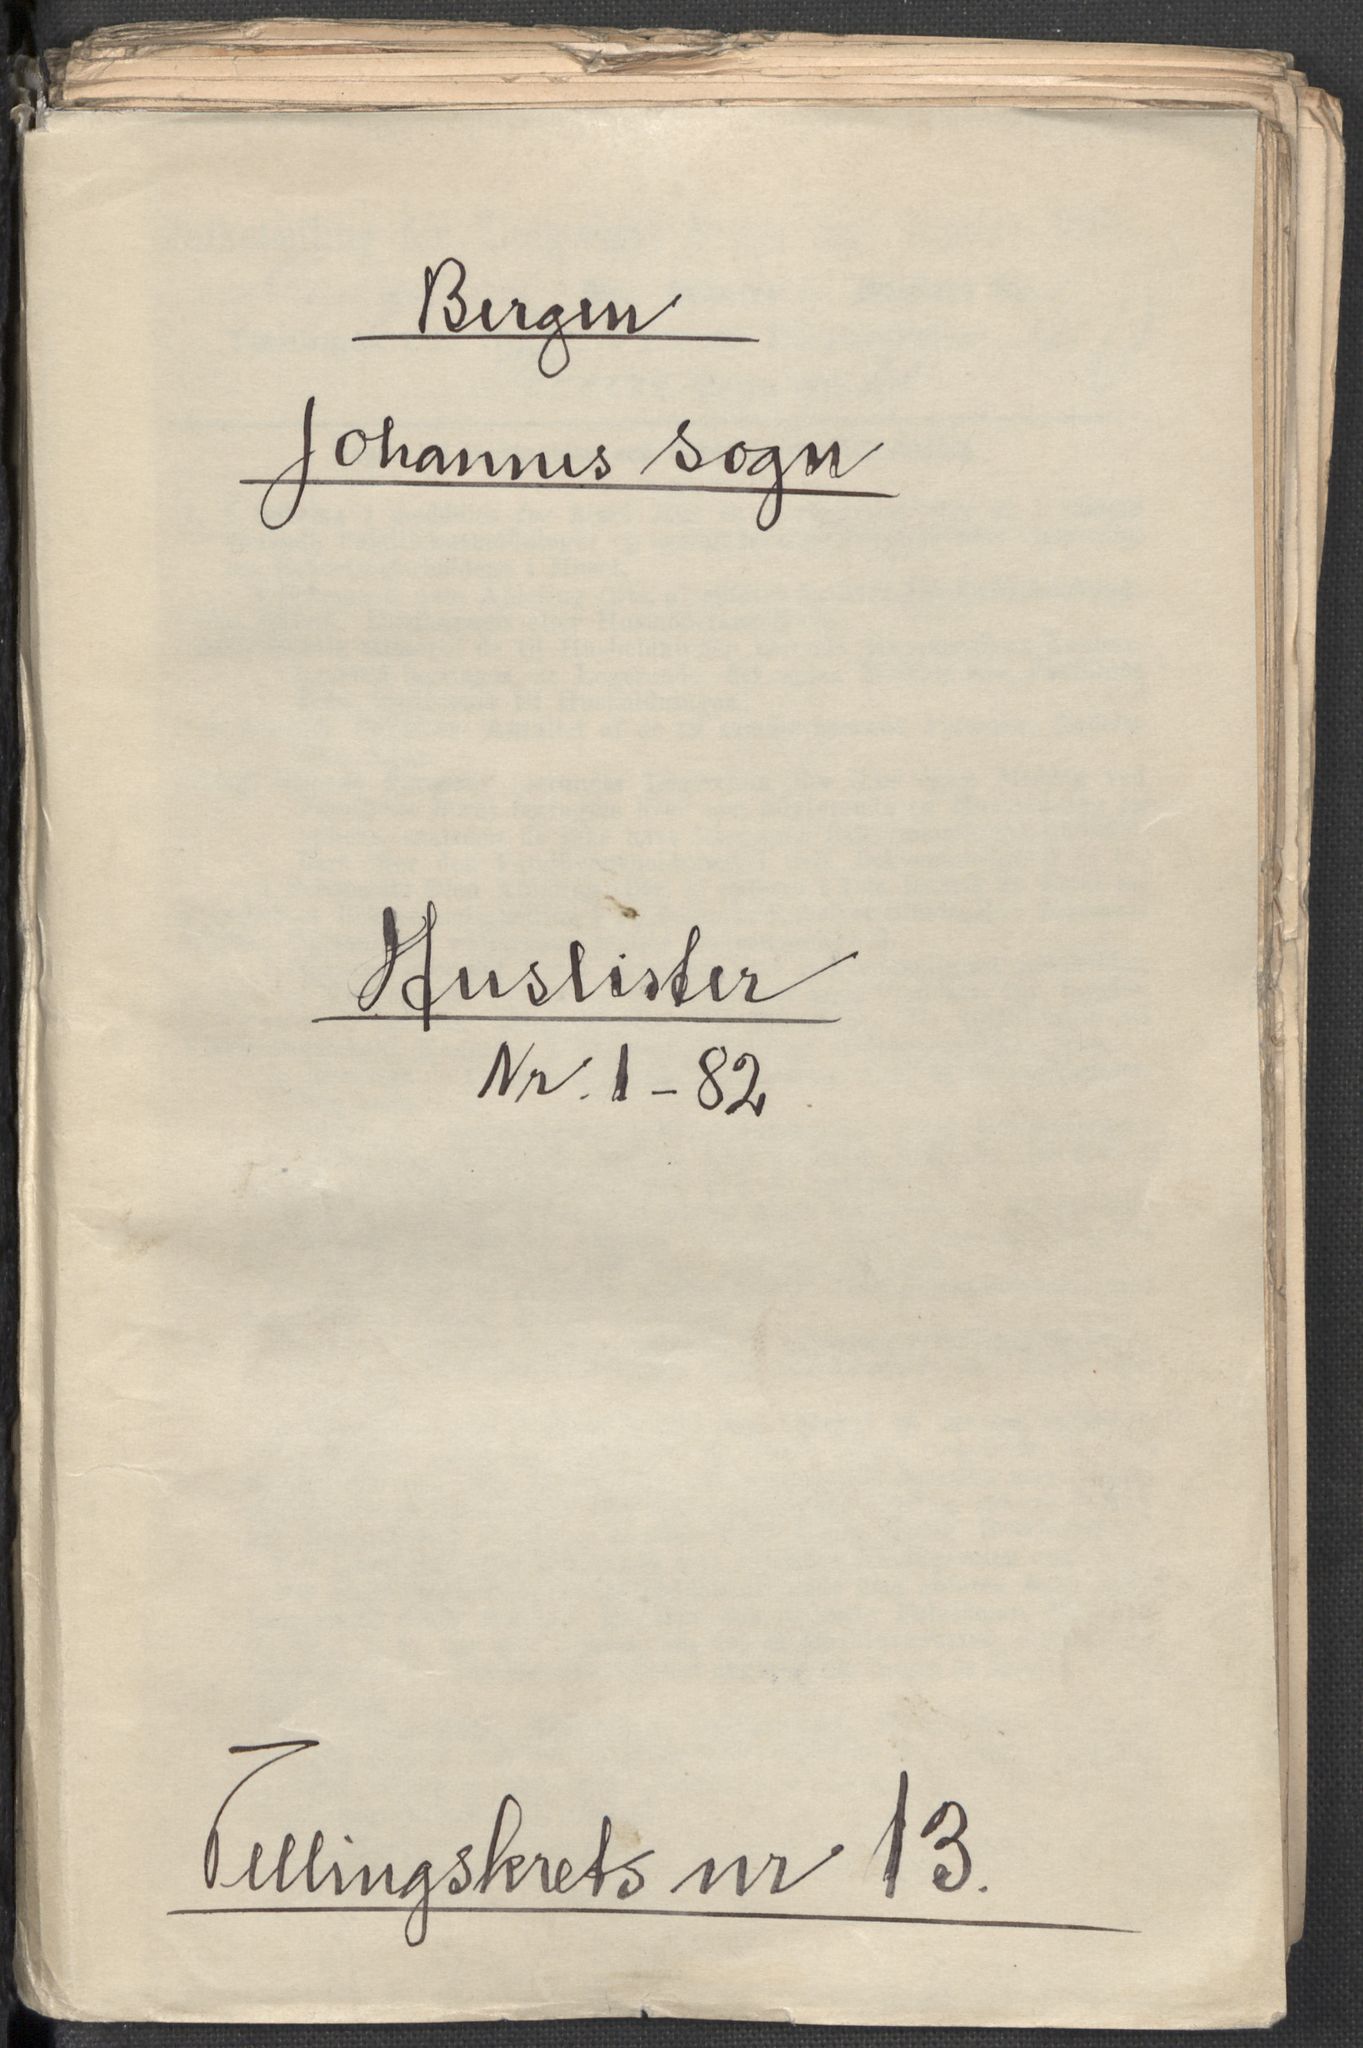 Bergen
Johannes sogn
Huslister
Nr. 1 - 82
Tellingskrets nr 13.